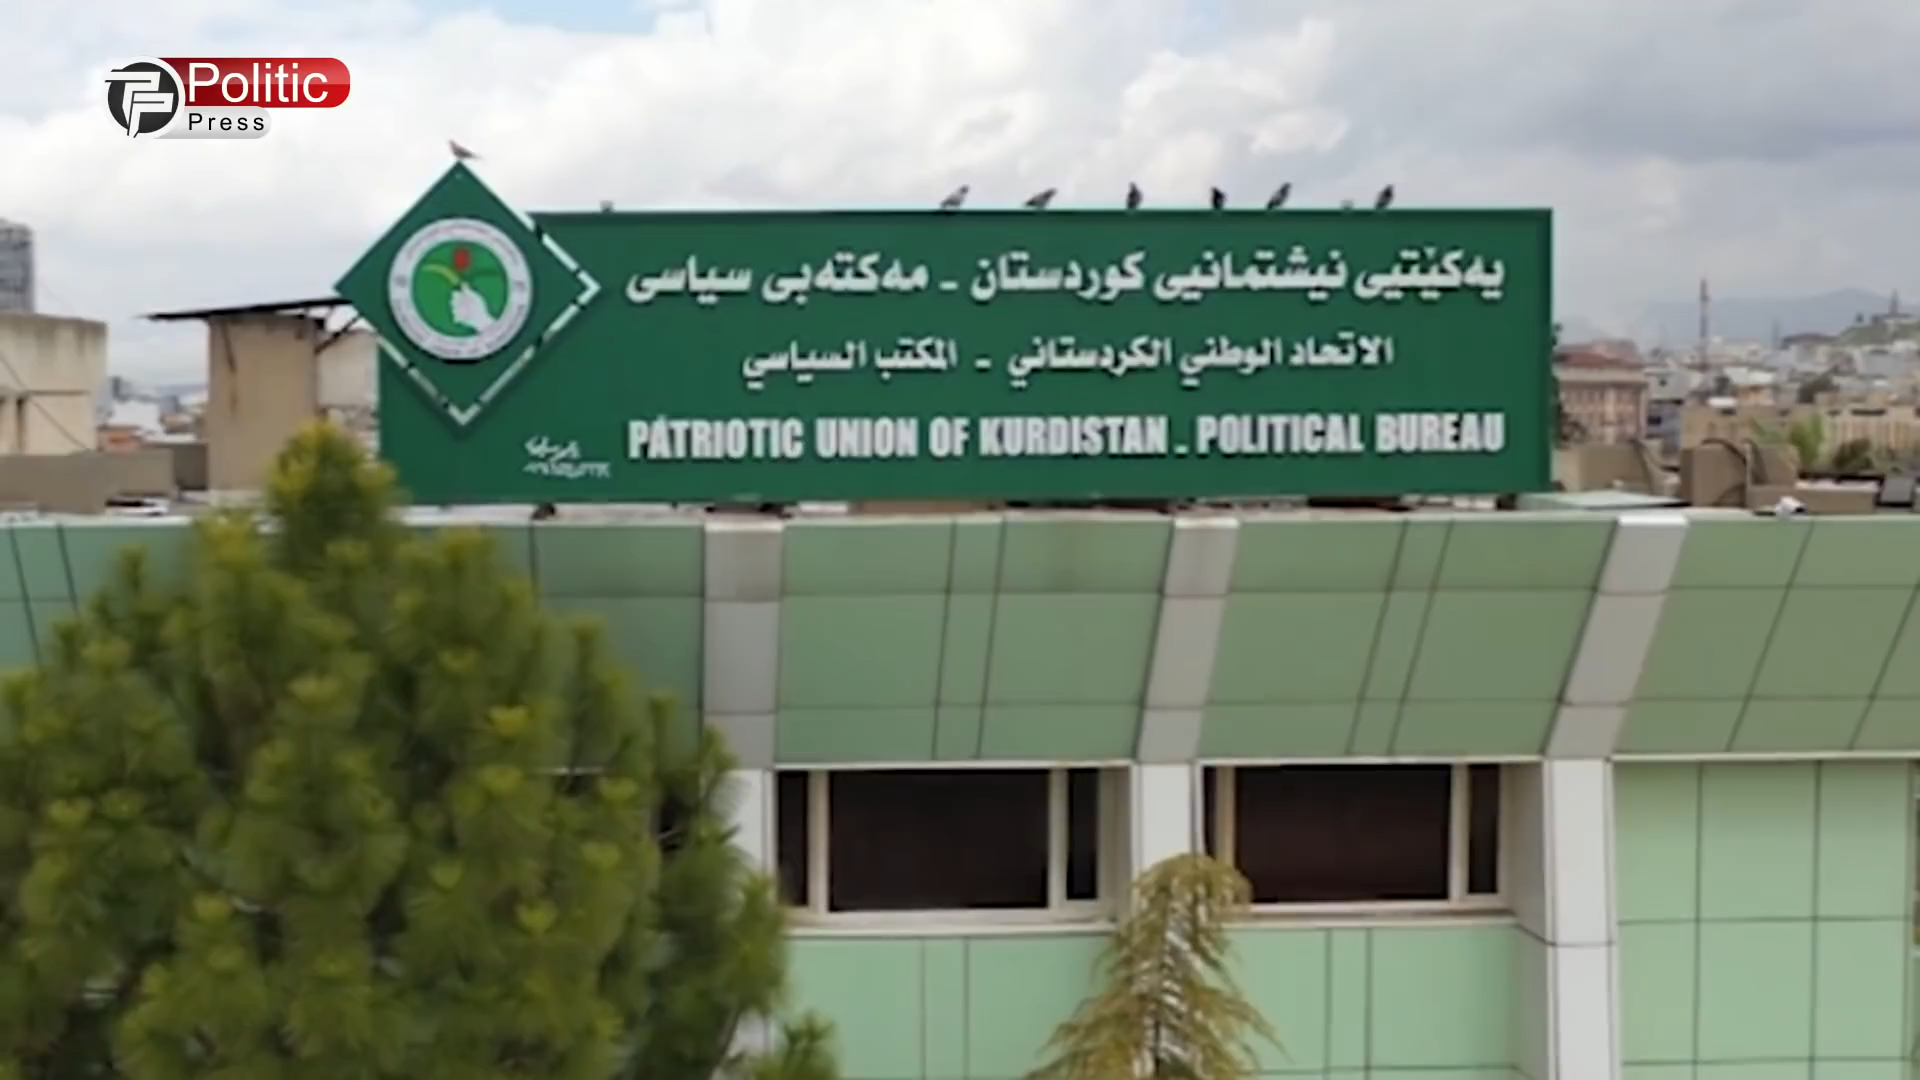 Politic
Press
یەکێتیی نیشتمانیی کوردستان - مەکتەبی سیاسی
الاتحاد الوطني الكردستاني - المكتب السياسي
PATRIOTIC UNION OF KURDISTAN . POLITICAL BUREAU